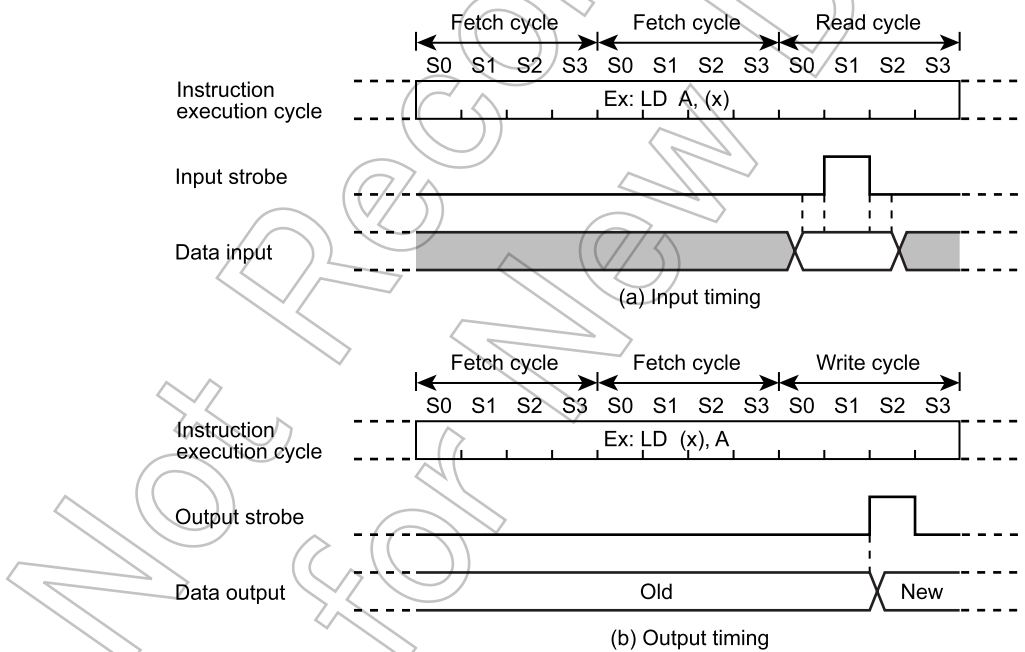 Fetch cycle Fetch cycle Read cycle
S0 S1 S2 S3 S0 S1 S2 S3 S0 S1 S2 S3
Instruction
execution cycle
Ex: LD A, (x)
Input strobe
Data input
(a) Input timing
Fetch cycle Fetch cycle Write cycle
S0 S1 S2 S3 S0 S1 S2 S3 S0 S1 S2 S3
Instruction
execution cycle
Ex: LD (x), A
Output strobe
Data output
Old New
(b) Output timing
Not Reco
for New D